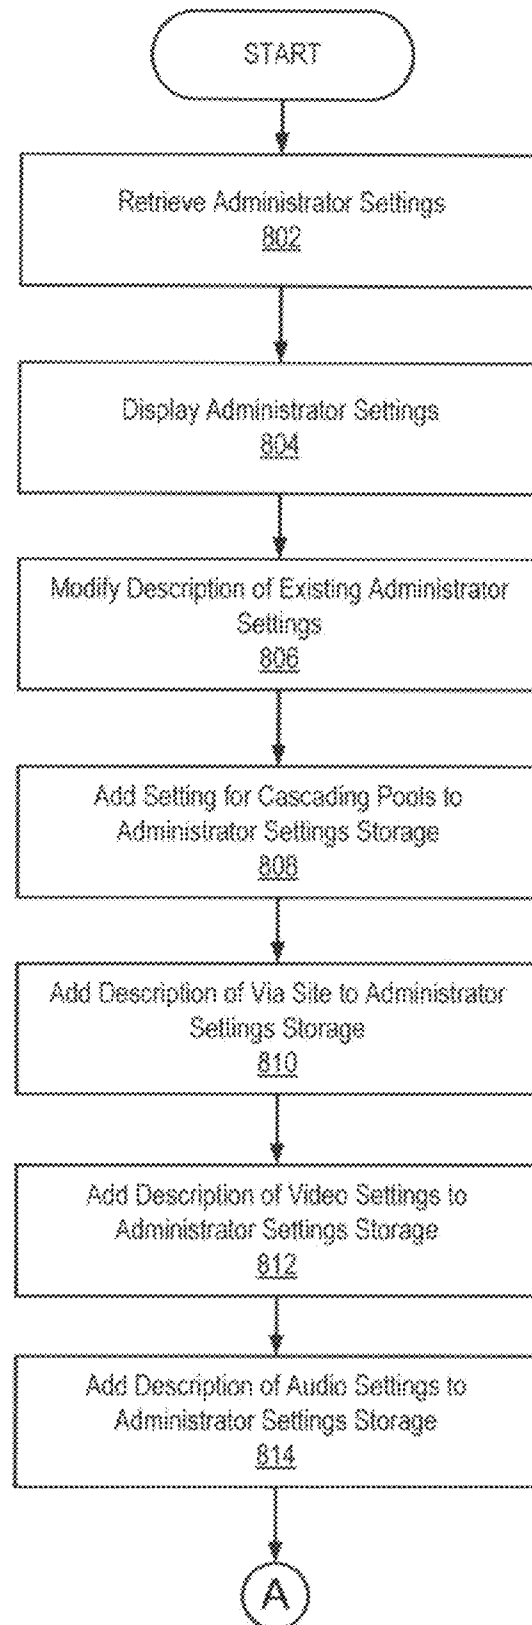 START
Retrieve Administrator Settings
802
Display Administrator Settings
804
Modify Description of Existing Administrator
Settings
806
Add Setting for Cascading Pools to
Administrator Settings Storage
808
Add Description of Via Site to Administrator
Settings Storage
810
Add Description of Video Settings to
Administrator Settings Storage
812
Add Description of Audio Settings to
Administrator Settings Storage
814
A